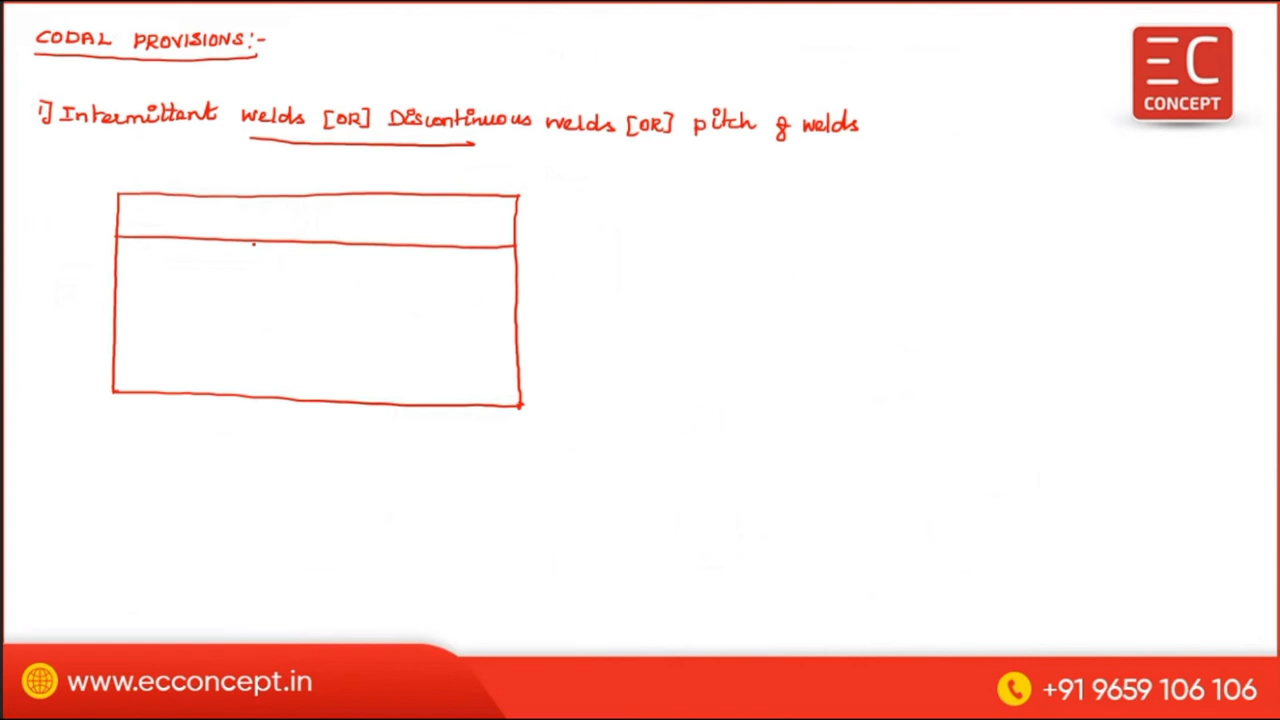 CODAL PROVISIONS:-
EC
CONCEPT
i] Intermittent welds [OR] Discontinuous welds [OR] pitch of welds
www.ecconcept.in
+91 9659 106 106